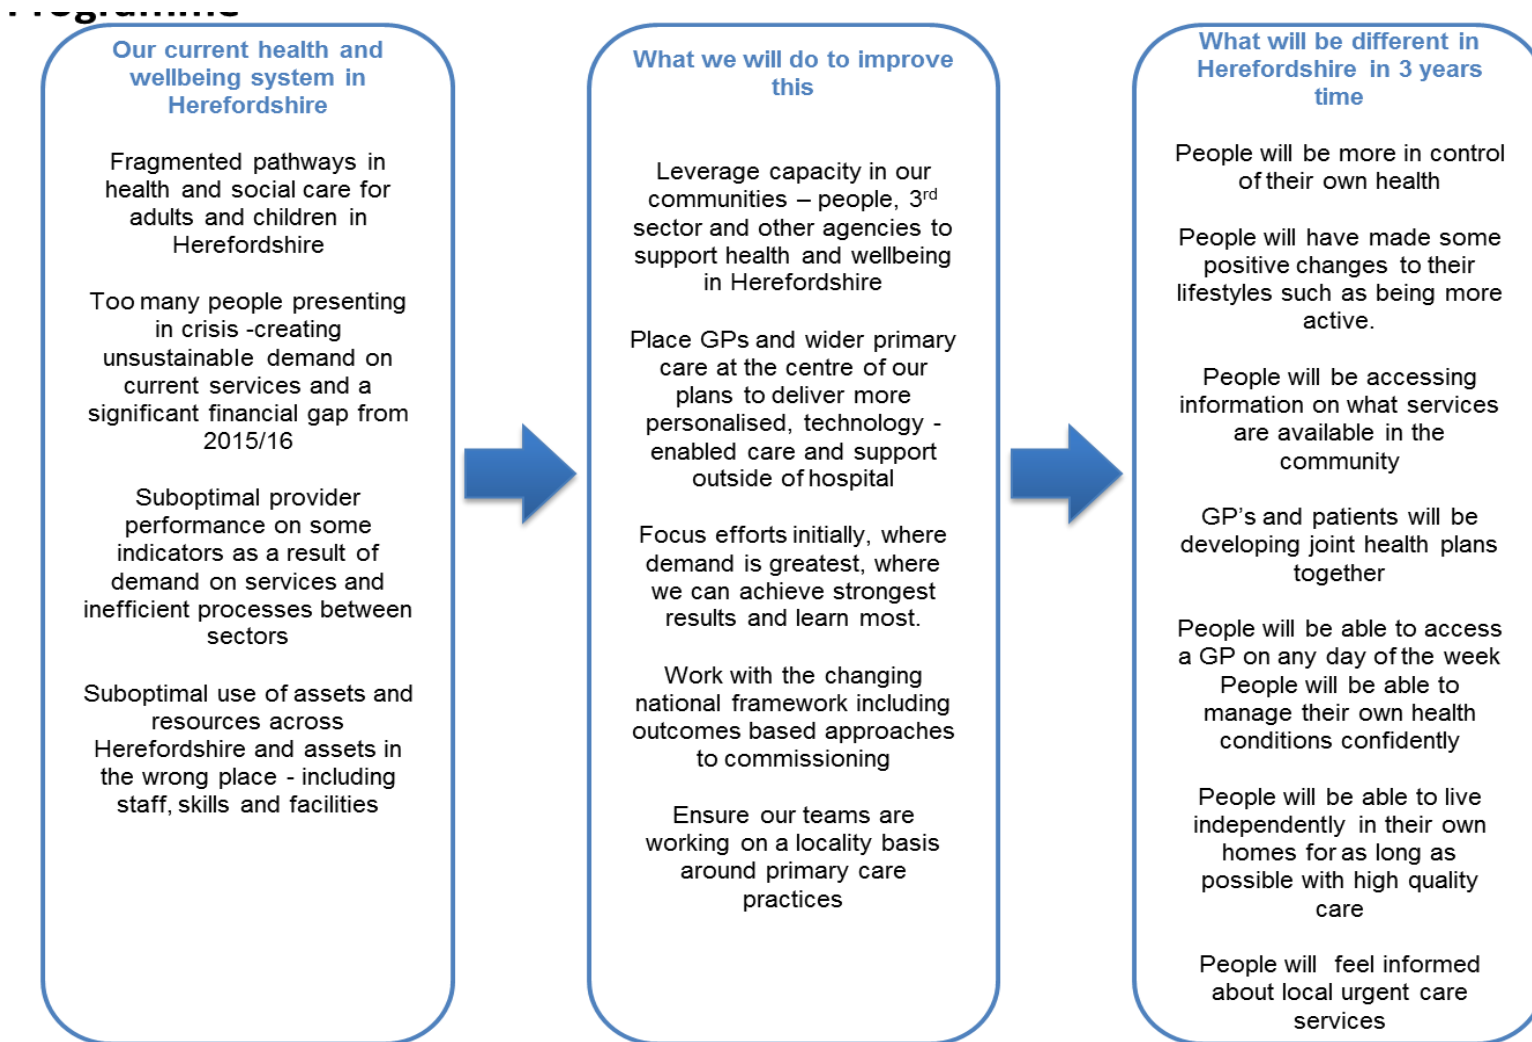 Programme
Our current health and
wellbeing system in
Herefordshire
Fragmented pathways in
health and social care for
adults and children in
Herefordshire
Too many people presenting
in crisis -creating
unsustainable demand on
current services and a
significant financial gap from
2015/16
Suboptimal provider
performance on some
indicators as a result of
demand on services and
inefficient processes between
sectors
Suboptimal use of assets and
resources across
Herefordshire and assets in
the wrong place - including
staff, skills and facilities
What we will do to improve
this
Leverage capacity in our
communities – people, 3rd
sector and other agencies to
support health and wellbeing
in Herefordshire
Place GPs and wider primary
care at the centre of our
plans to deliver more
personalised, technology -
enabled care and support
outside of hospital
Focus efforts initially, where
demand is greatest, where
we can achieve strongest
results and learn most.
Work with the changing
national framework including
outcomes based approaches
to commissioning
Ensure our teams are
working on a locality basis
around primary care
practices
What will be different in
Herefordshire in 3 years
time
People will be more in control
of their own health
People will have made some
positive changes to their
lifestyles such as being more
active.
People will be accessing
information on what services
are available in the
community
GP’s and patients will be
developing joint health plans
together
People will be able to access
a GP on any day of the week
People will be able to
manage their own health
conditions confidently
People will be able to live
independently in their own
homes for as long as
possible with high quality
care
People will feel informed
about local urgent care
services